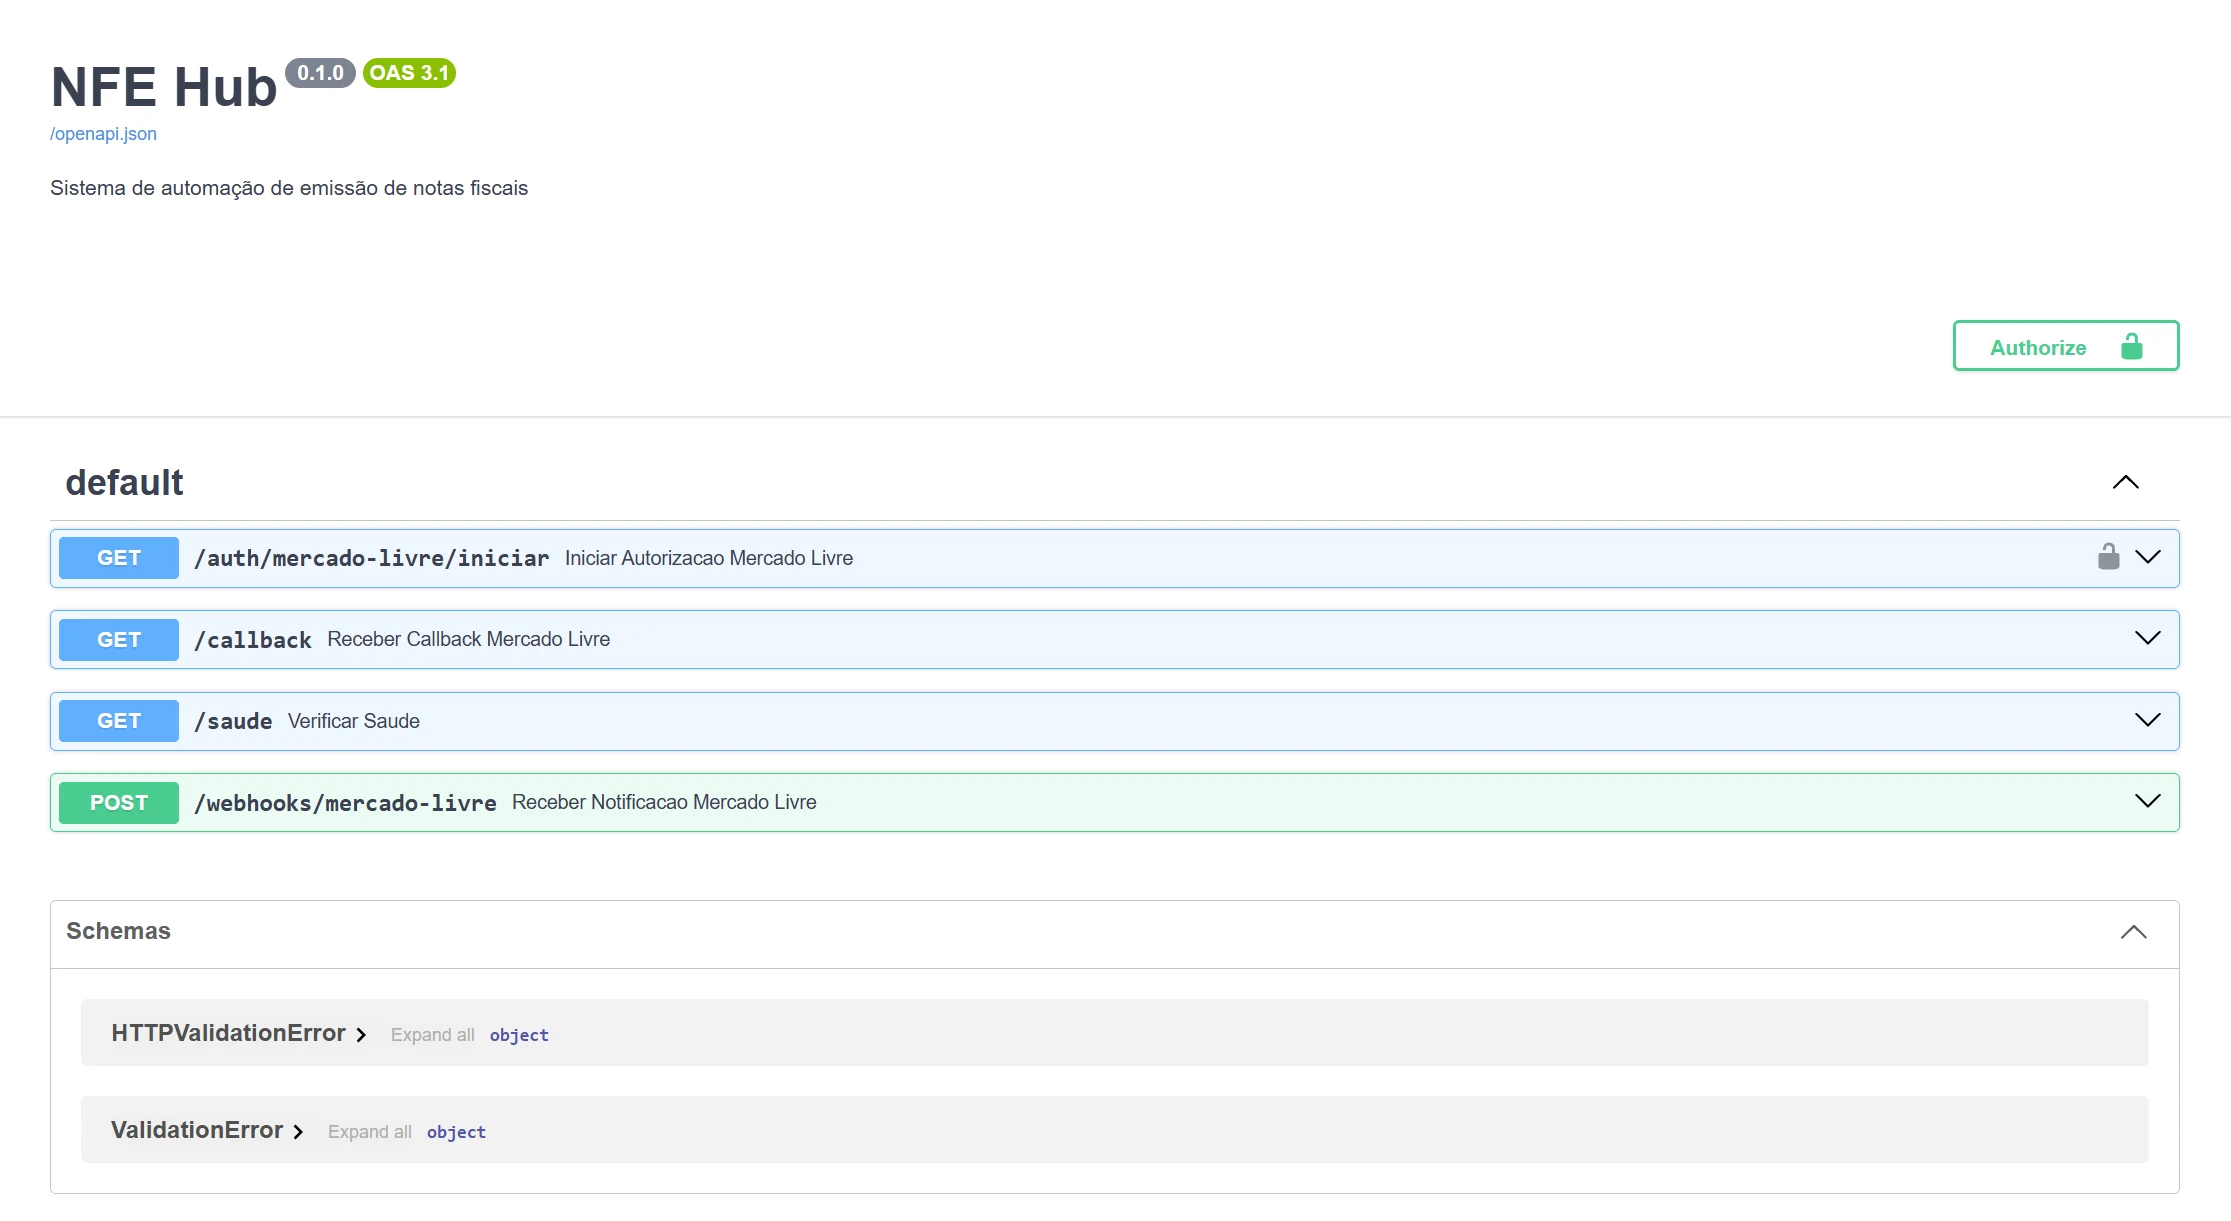 NFE Hub 0.1.0 OAS 3.1
/openapi.json
Sistema de automação de emissão de notas fiscais
Authorize
default
GET /auth/mercado-livre/iniciar Iniciar Autorizacao Mercado Livre
GET /callback Receber Callback Mercado Livre
GET /saude Verificar Saude
POST /webhooks/mercado-livre Receber Notificacao Mercado Livre
Schemas
HTTPValidationError Expand all object
ValidationError Expand all object